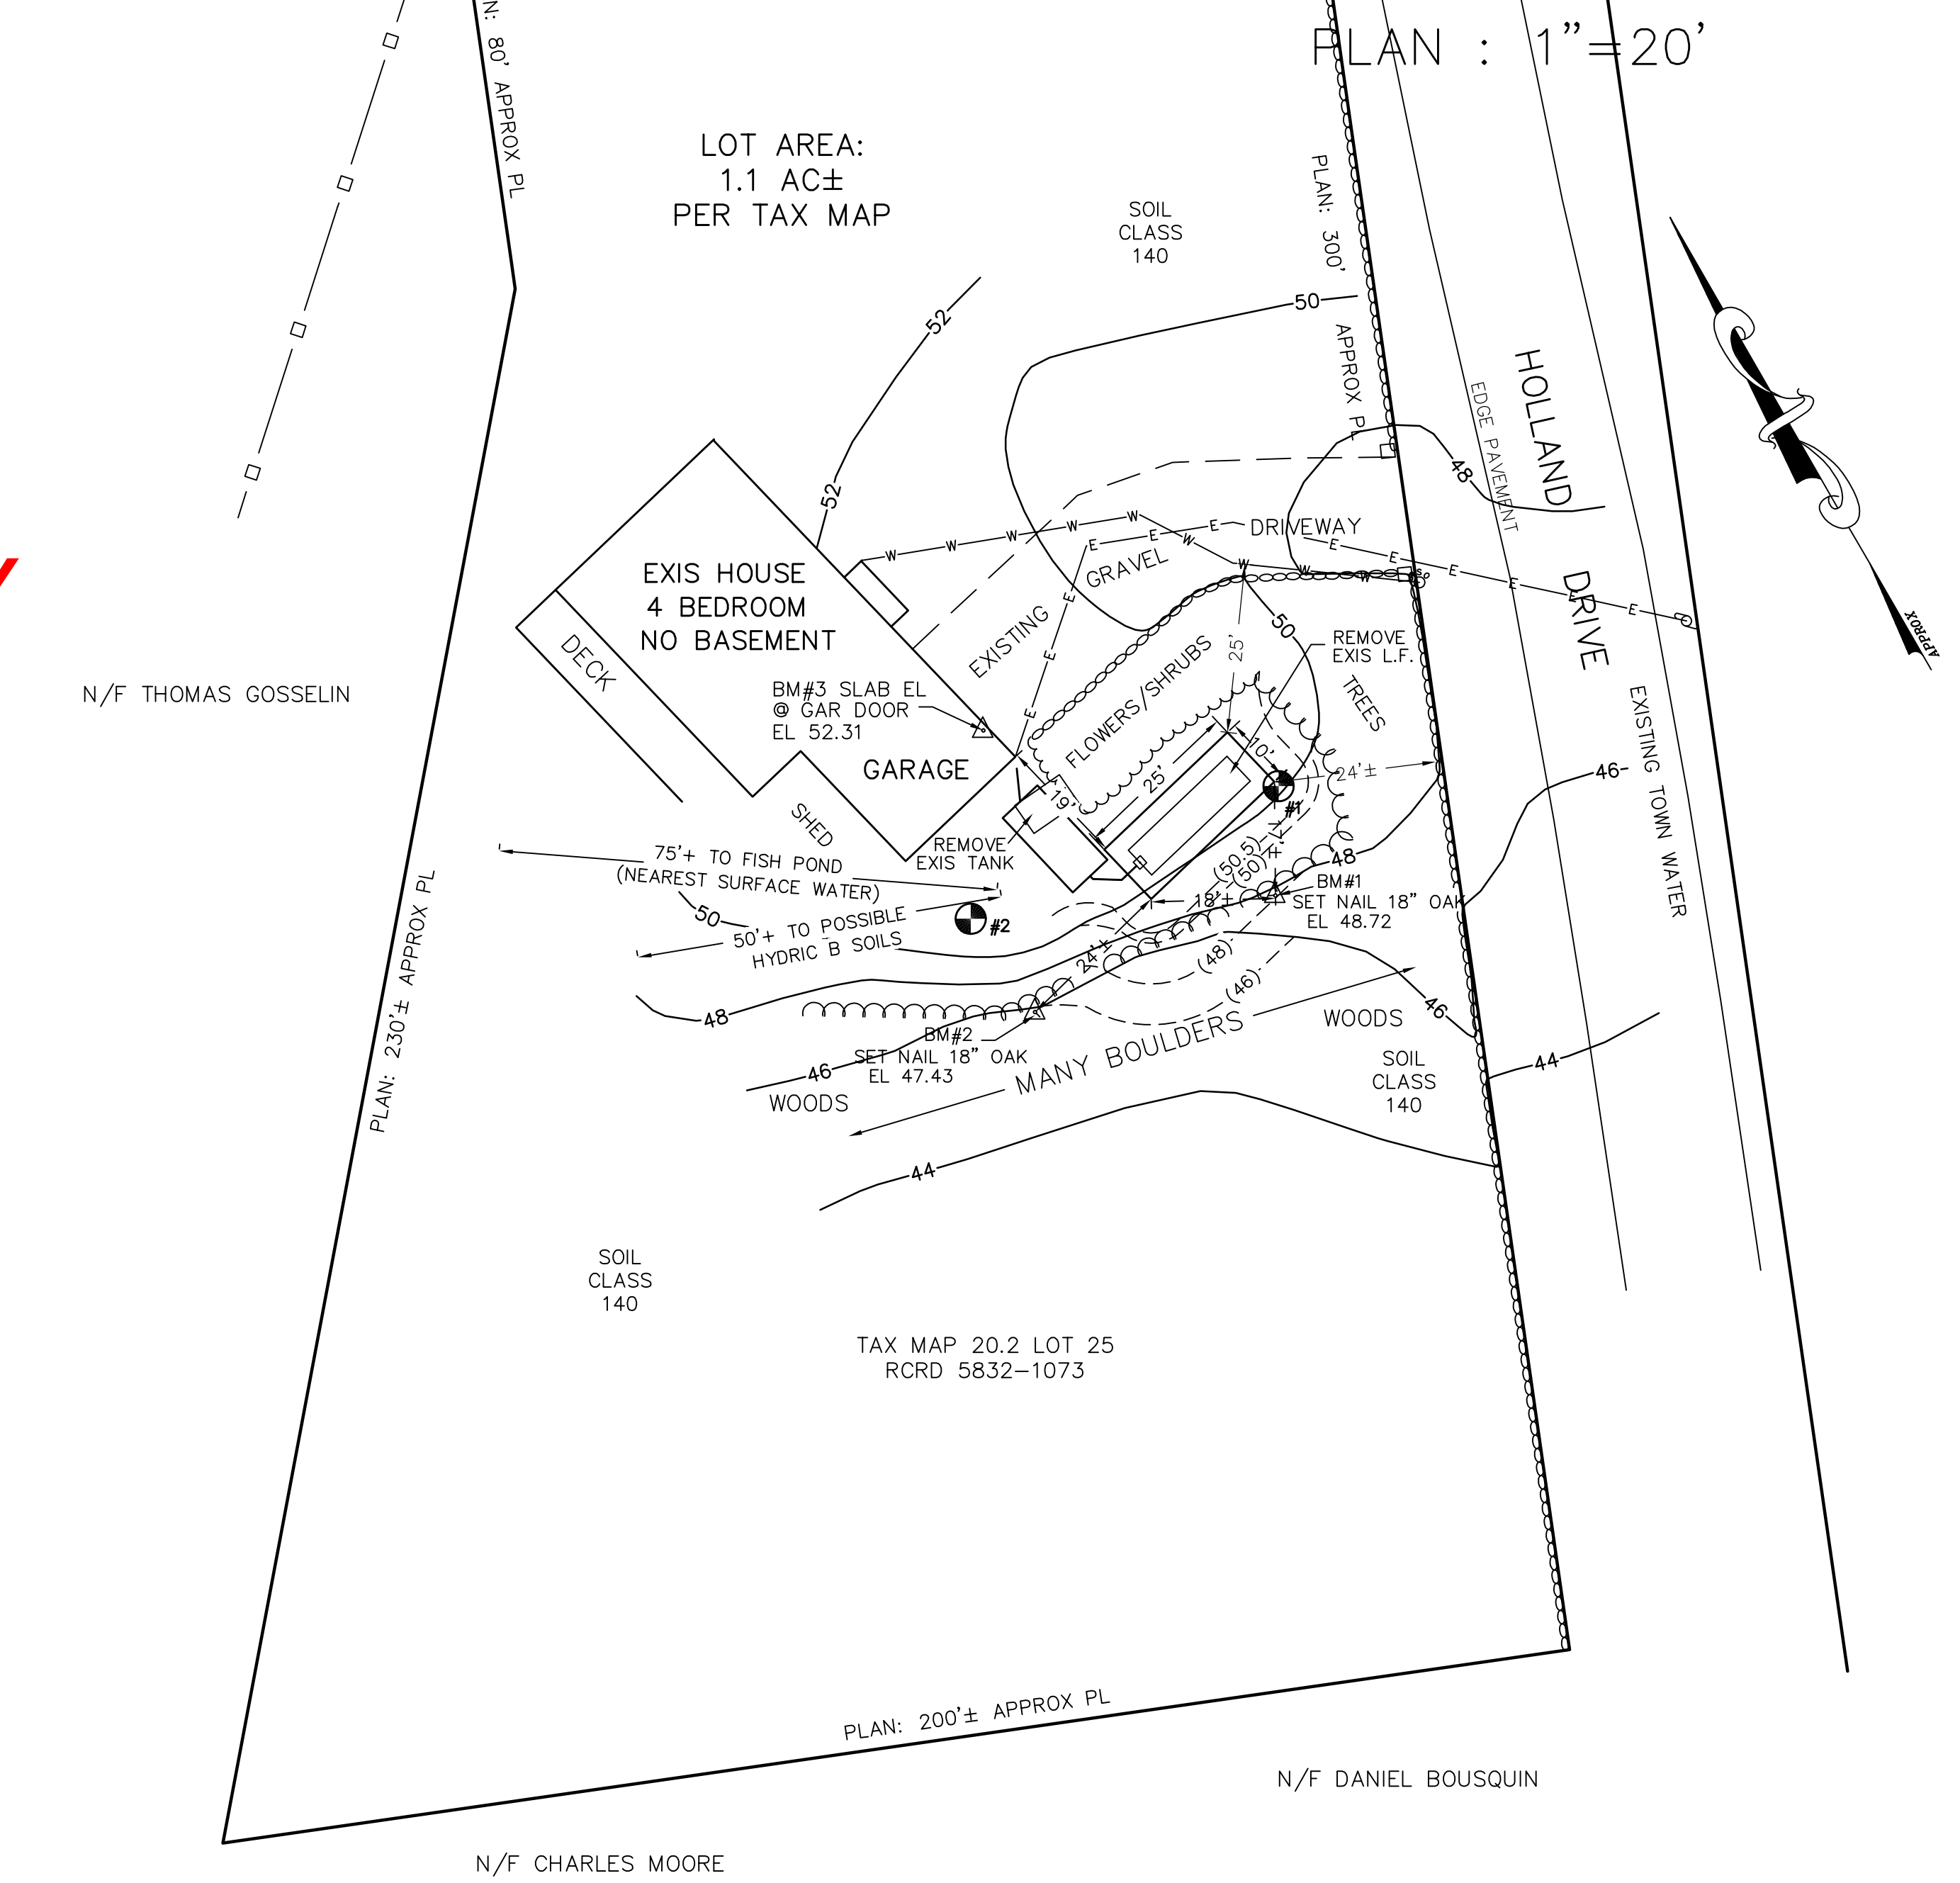 PLAN : 1"=20'
N: 80' APPROX PL
LOT AREA:
1.1 AC±
PER TAX MAP
SOIL
CLASS
140
PLAN: 300' APPROX PL
52
50
52
48
HOLLAND DRIVE
EDGE PAVEMENT
APPROX
EXIS HOUSE
4 BEDROOM
NO BASEMENT
DECK
W W W W W W W W
E E E E E E E E E E E E
DRIVEWAY
GRAVEL
EXISTING
50
REMOVE
EXIS L.F.
25'
FLOWERS/SHRUBS
TREES
N/F THOMAS GOSSELIN
BM#3 SLAB EL
@ GAR DOOR
EL 52.31
GARAGE
10'
25'
19'
24'±
#1
46-
EXISTING TOWN WATER
SHED
REMOVE
EXIS TANK
75'+ TO FISH POND
(NEAREST SURFACE WATER)
50
50'+ TO POSSIBLE
HYDRIC B SOILS
#2
(50.5)
(50)
48
BM#1
SET NAIL 18" OAK
EL 48.72
18'±
24'±
(48)
(46)
48
46
BM#2
SET NAIL 18" OAK
EL 47.43
46
WOODS
MANY BOULDERS
WOODS
SOIL
CLASS
140
44
44
PLAN: 230'± APPROX PL
SOIL
CLASS
140
TAX MAP 20.2 LOT 25
RCRD 5832-1073
PLAN: 200'± APPROX PL
N/F DANIEL BOUSQUIN
N/F CHARLES MOORE